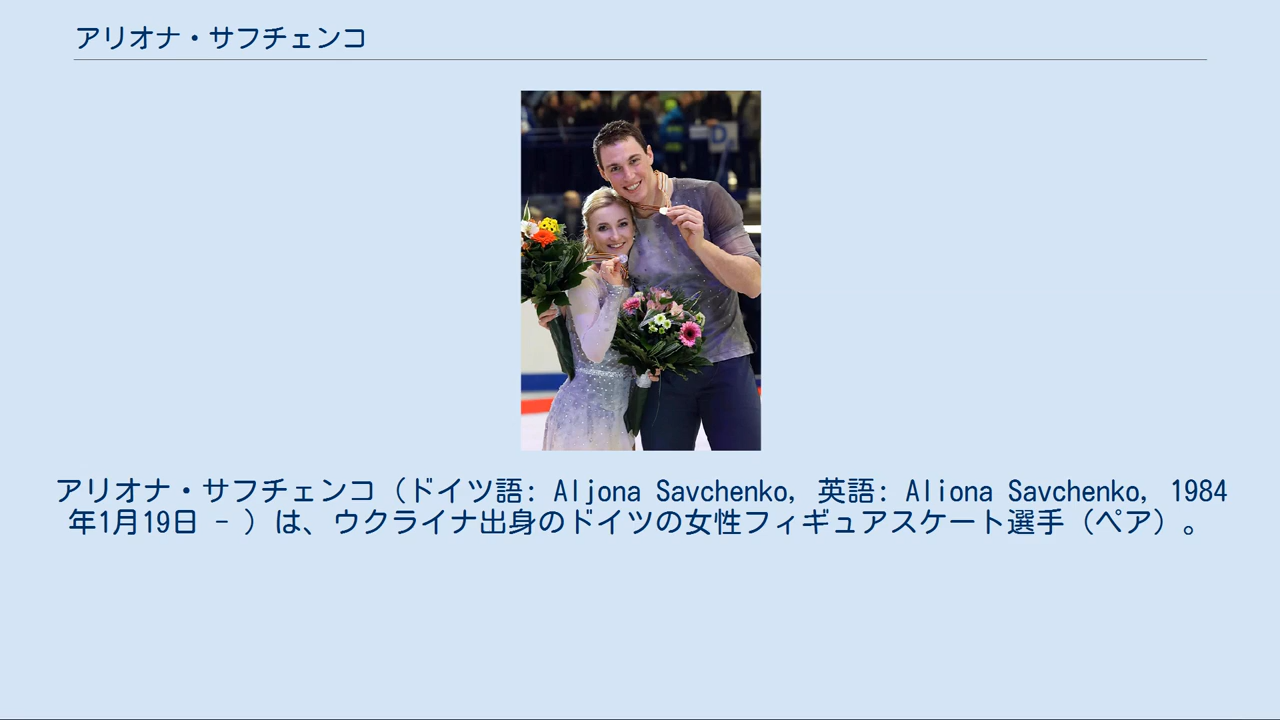 アリオナ・サフチェンコ
D
アリオナ・サフチェンコ（ドイツ語: Aljona Savchenko, 英語: Aliona Savchenko, 1984
年1月19日 - ）は、ウクライナ出身のドイツの女性フィギュアスケート選手（ペア）。